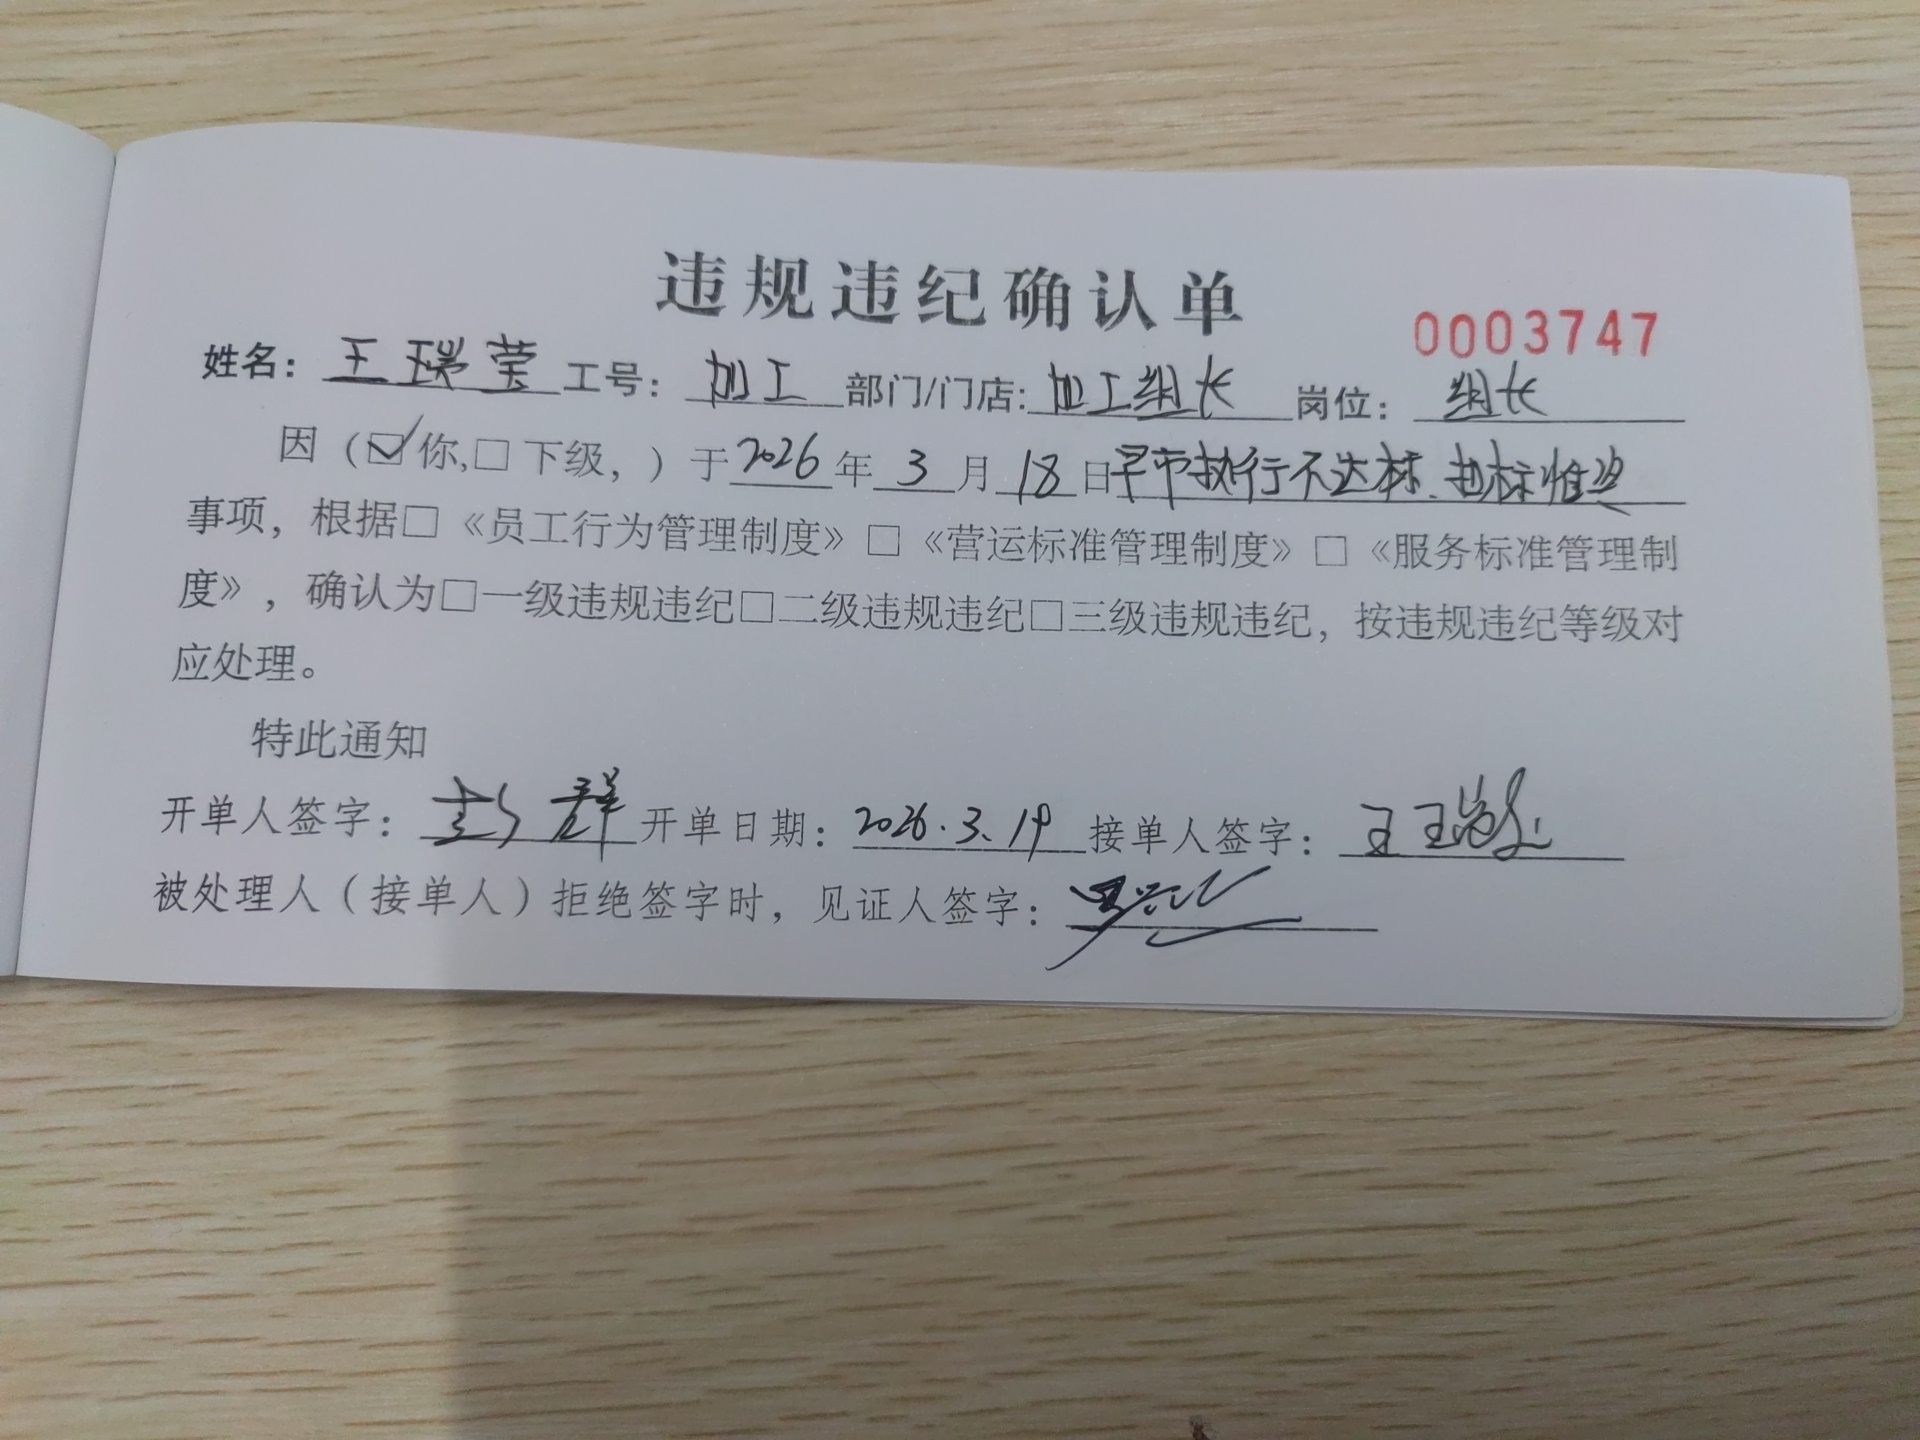 违规违纪确认单
0003747
姓名：王瑞莹 工号：加工 部门/门店：加工组长 岗位：组长
因（☑你,□下级，）于2026年3月18日早市执行不达标、指标惟
事项，根据□《员工行为管理制度》□《营运标准管理制度》□《服务标准管理制
度》，确认为□一级违规违纪□二级违规违纪□三级违规违纪，按违规违纪等级对
应处理。
特此通知
开单人签字：彭群 开单日期：2026.3.19 接单人签字：王瑞莹
被处理人（接单人）拒绝签字时，见证人签字：